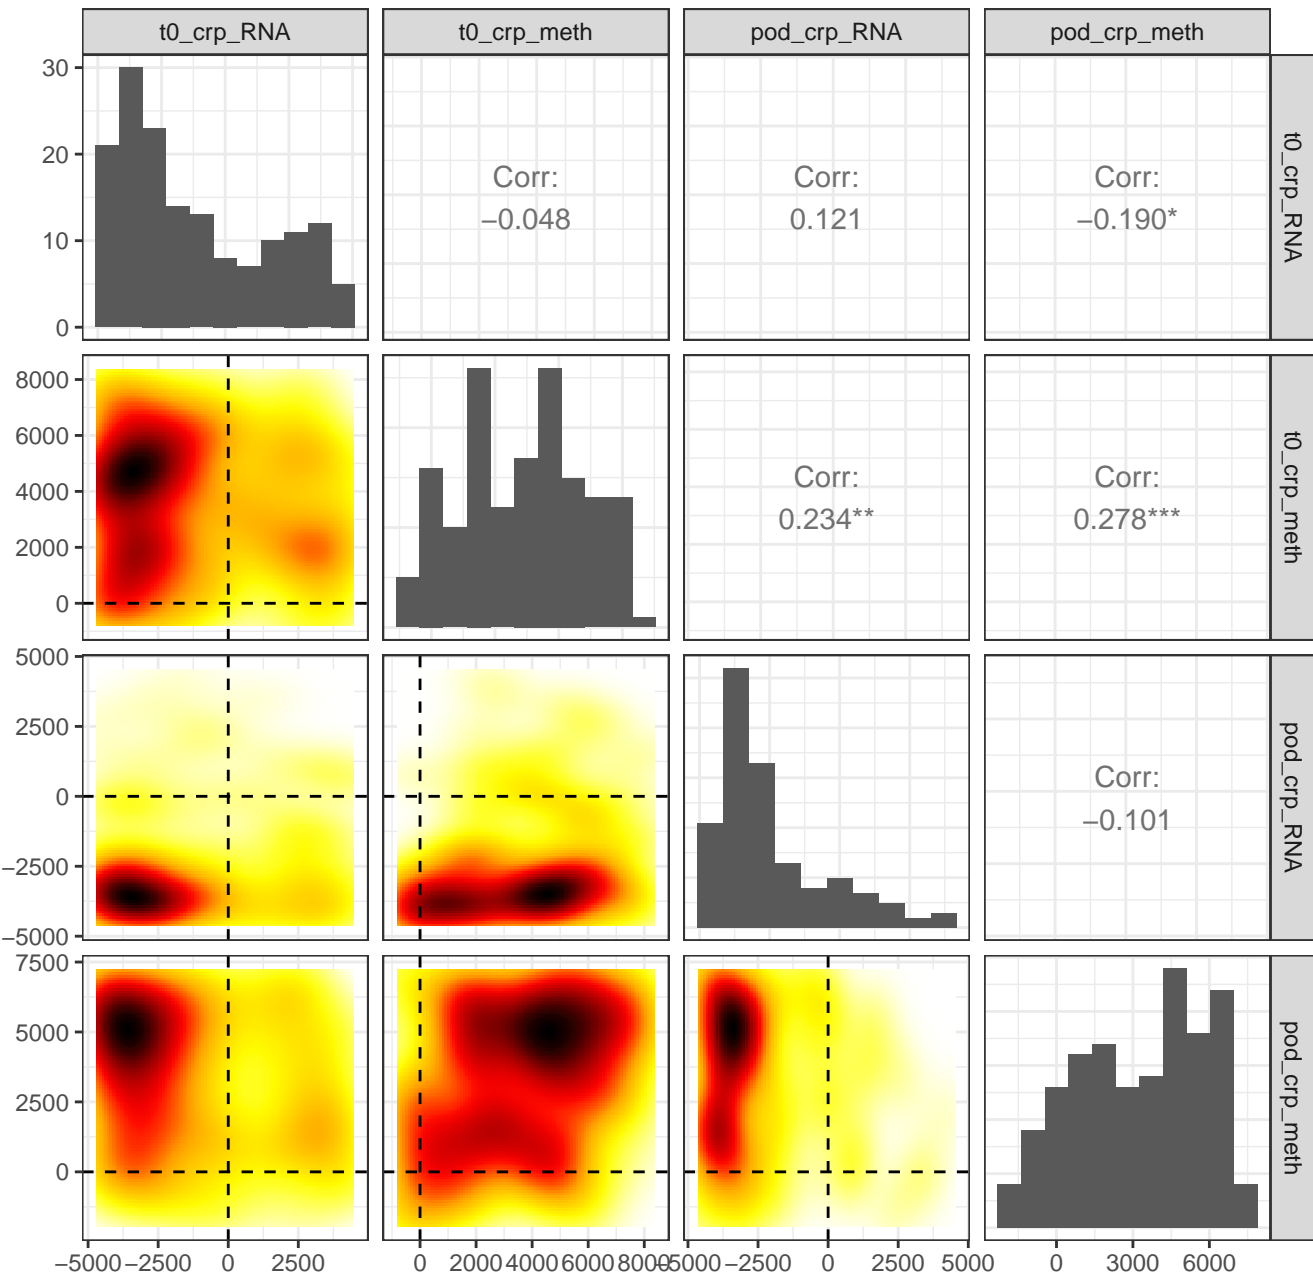 t0_crp_RNA
t0_crp_meth
pod_crp_RNA
pod_crp_meth
30
20
10
0
Corr:
−0.048
Corr:
0.121
Corr:
−0.190*
t0_crp_RNA
8000
6000
4000
2000
0
Corr:
0.234**
Corr:
0.278***
t0_crp_meth
5000
2500
0
−2500
−5000
Corr:
−0.101
pod_crp_RNA
7500
5000
2500
0
pod_crp_meth
−5000 −2500 0 2500
0 2000 4000 6000 8000
−5000 −2500 0 2500 5000
0 3000 6000